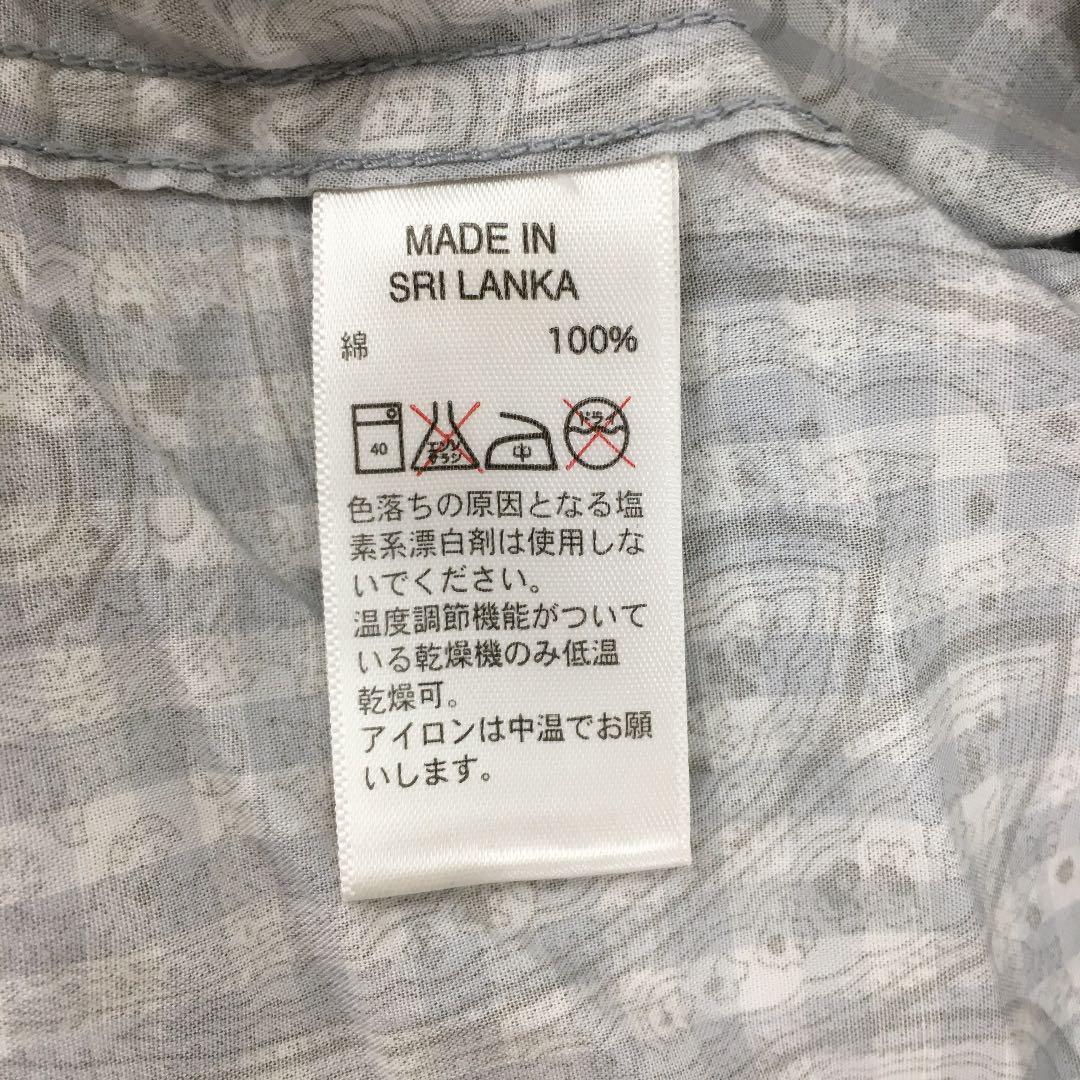 MADE IN
SRI LANKA
綿 100%
40 エンソ サラシ 中 ドライ
色落ちの原因となる塩
素系漂白剤は使用しな
いでください。
温度調節機能がついて
いる乾燥機のみ低温
乾燥可。
アイロンは中温でお願
いします。